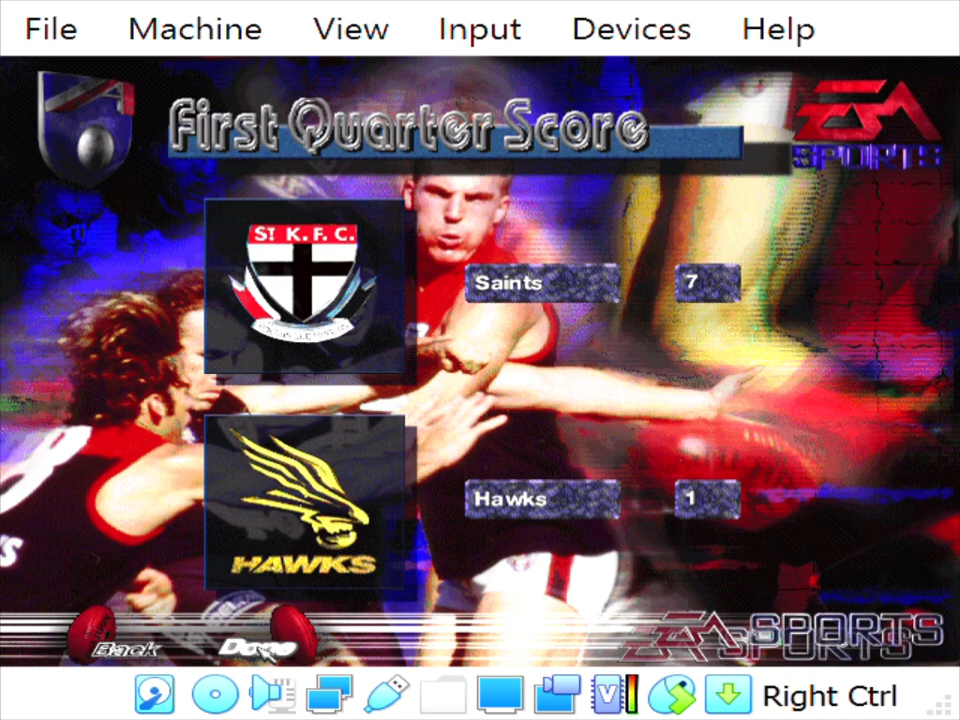 File Machine View Input Devices Help
First Quarter Score
EA
SPORTS
ST K.F.C.
Saints 7
HAWKS
Hawks 1
Back Done
EA SPORTS
Right Ctrl